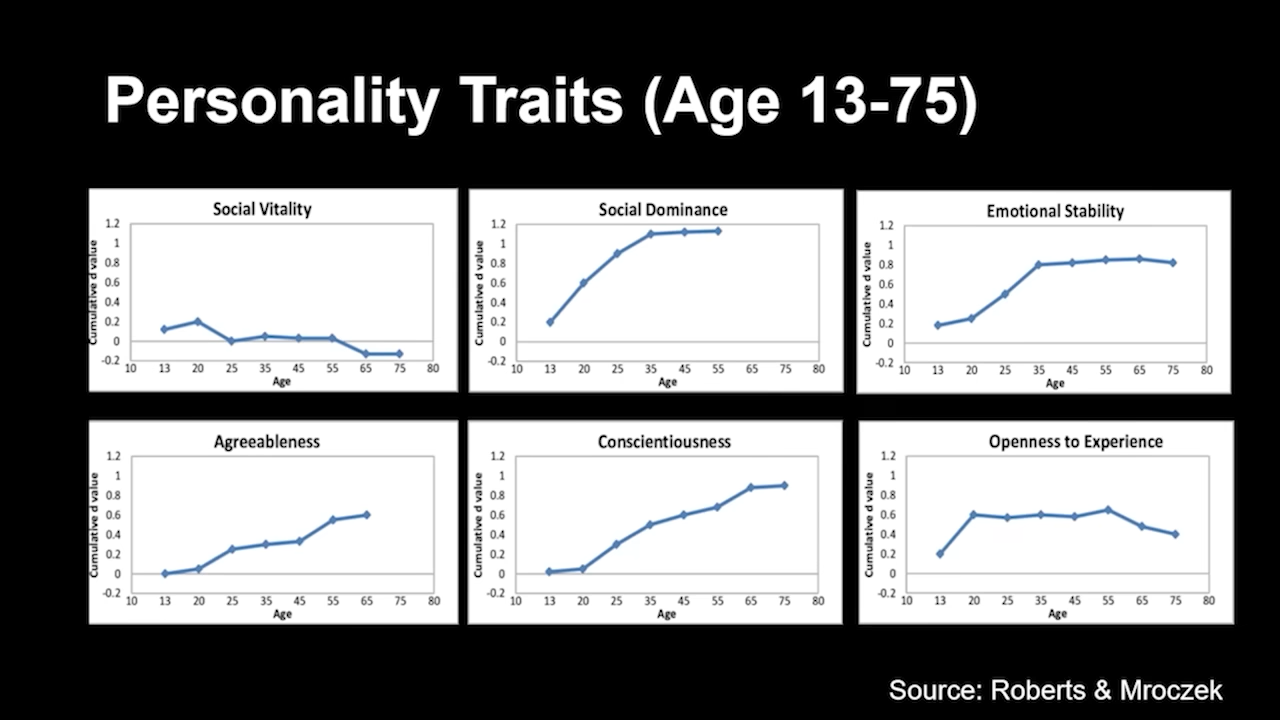 Personality Traits (Age 13-75)
Social Vitality
Cumulative d value
1.2
1
0.8
0.6
0.4
0.2
0
-0.2
10 13 20 25 35 45 55 65 75 80
Age
Social Dominance
Cumulative d value
1.2
1
0.8
0.6
0.4
0.2
0
-0.2
10 13 20 25 35 45 55 65 75 80
Age
Emotional Stability
Cumulative d value
1.2
1
0.8
0.6
0.4
0.2
0
-0.2
10 13 20 25 35 45 55 65 75 80
Age
Agreeableness
Cumulative d value
1.2
1
0.8
0.6
0.4
0.2
0
-0.2
10 13 20 25 35 45 55 65 75 80
Age
Conscientiousness
Cumulative d value
1.2
1
0.8
0.6
0.4
0.2
0
-0.2
10 13 20 25 35 45 55 65 75 80
Age
Openness to Experience
Cumulative d value
1.2
1
0.8
0.6
0.4
0.2
0
-0.2
10 13 20 25 35 45 55 65 75 80
Age
Source: Roberts & Mroczek